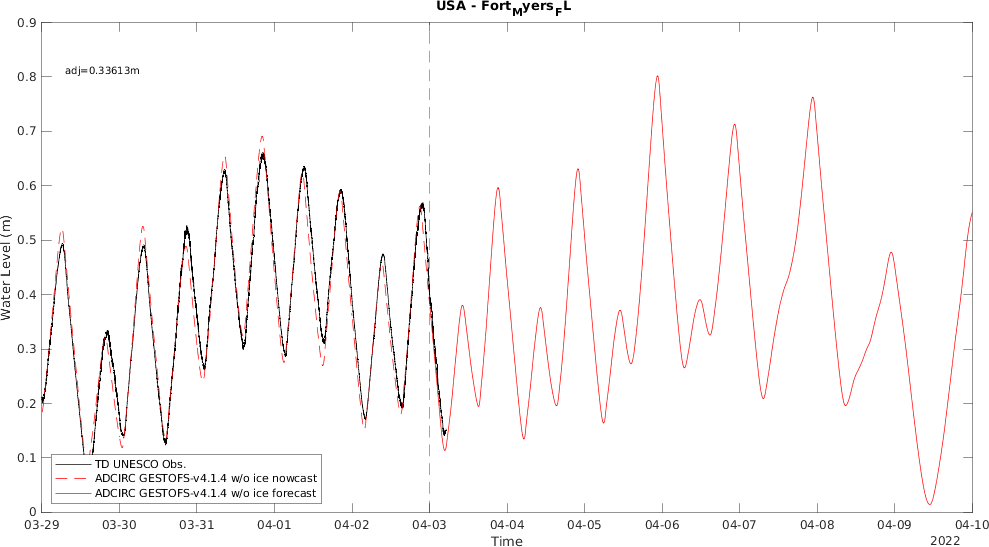 USA - Fort_Myers_FL
adj=0.33613m
Water Level (m)
0.9
0.8
0.7
0.6
0.5
0.4
0.3
0.2
0.1
0
TD UNESCO Obs.
ADCIRC GESTOFS-v4.1.4 w/o ice nowcast
ADCIRC GESTOFS-v4.1.4 w/o ice forecast
03-29 03-30 03-31 04-01 04-02 04-03 04-04 04-05 04-06 04-07 04-08 04-09 04-10
Time
2022